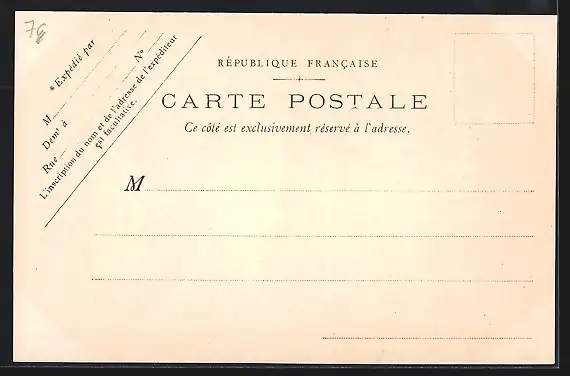 78
* Expédié par
M
Demt à
Rue N°
L'inscription du nom et de l'adresse de l'expéditeur
est facultative.
RÉPUBLIQUE FRANÇAISE
CARTE POSTALE
Ce côté est exclusivement réservé à l'adresse.
M